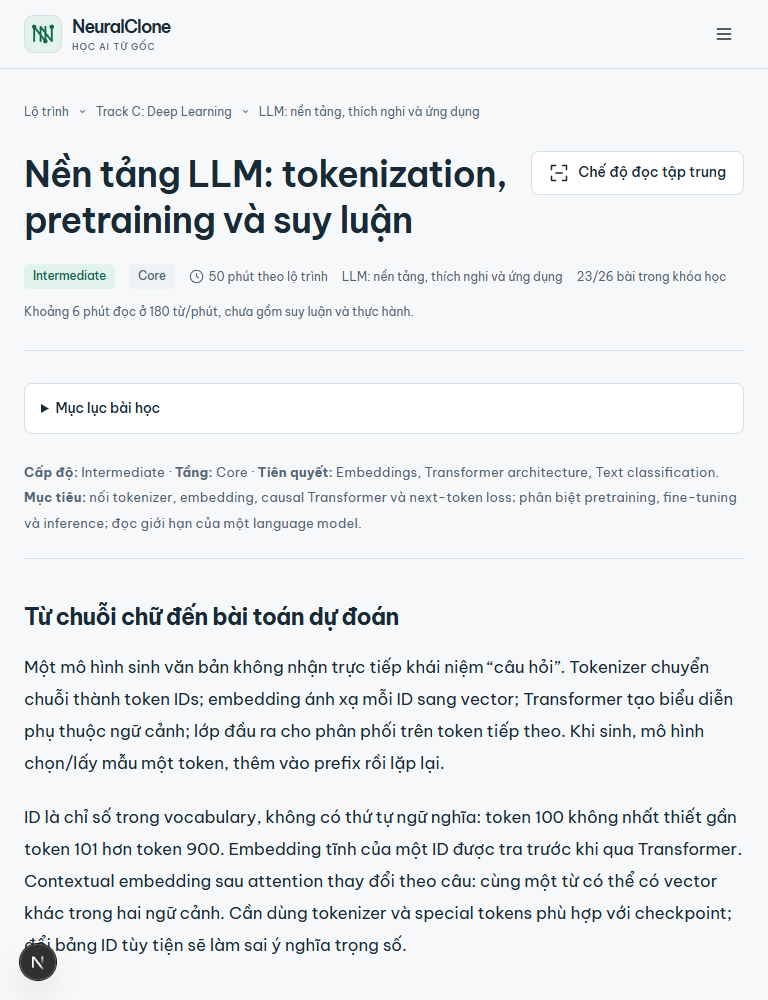 NeuralClone
HỌC AI TỪ GỐC
Lộ trình
Track C: Deep Learning
LLM: nền tảng, thích nghi và ứng dụng
Nền tảng LLM: tokenization,
pretraining và suy luận
Chế độ đọc tập trung
Intermediate
Core
50 phút theo lộ trình
LLM: nền tảng, thích nghi và ứng dụng
23/26 bài trong khóa học
Khoảng 6 phút đọc ở 180 từ/phút, chưa gồm suy luận và thực hành.
Mục lục bài học
Cấp độ: Intermediate · Tầng: Core · Tiên quyết: Embeddings, Transformer architecture, Text classification.
Mục tiêu: nối tokenizer, embedding, causal Transformer và next-token loss; phân biệt pretraining, fine-tuning
và inference; đọc giới hạn của một language model.
Từ chuỗi chữ đến bài toán dự đoán
Một mô hình sinh văn bản không nhận trực tiếp khái niệm “câu hỏi”. Tokenizer chuyển
chuỗi thành token IDs; embedding ánh xạ mỗi ID sang vector; Transformer tạo biểu diễn
phụ thuộc ngữ cảnh; lớp đầu ra cho phân phối trên token tiếp theo. Khi sinh, mô hình
chọn/lấy mẫu một token, thêm vào prefix rồi lặp lại.
ID là chỉ số trong vocabulary, không có thứ tự ngữ nghĩa: token 100 không nhất thiết gần
token 101 hơn token 900. Embedding tĩnh của một ID được tra trước khi qua Transformer.
Contextual embedding sau attention thay đổi theo câu: cùng một từ có thể có vector
khác trong hai ngữ cảnh. Cần dùng tokenizer và special tokens phù hợp với checkpoint;
đổi bảng ID tùy tiện sẽ làm sai ý nghĩa trọng số.
N